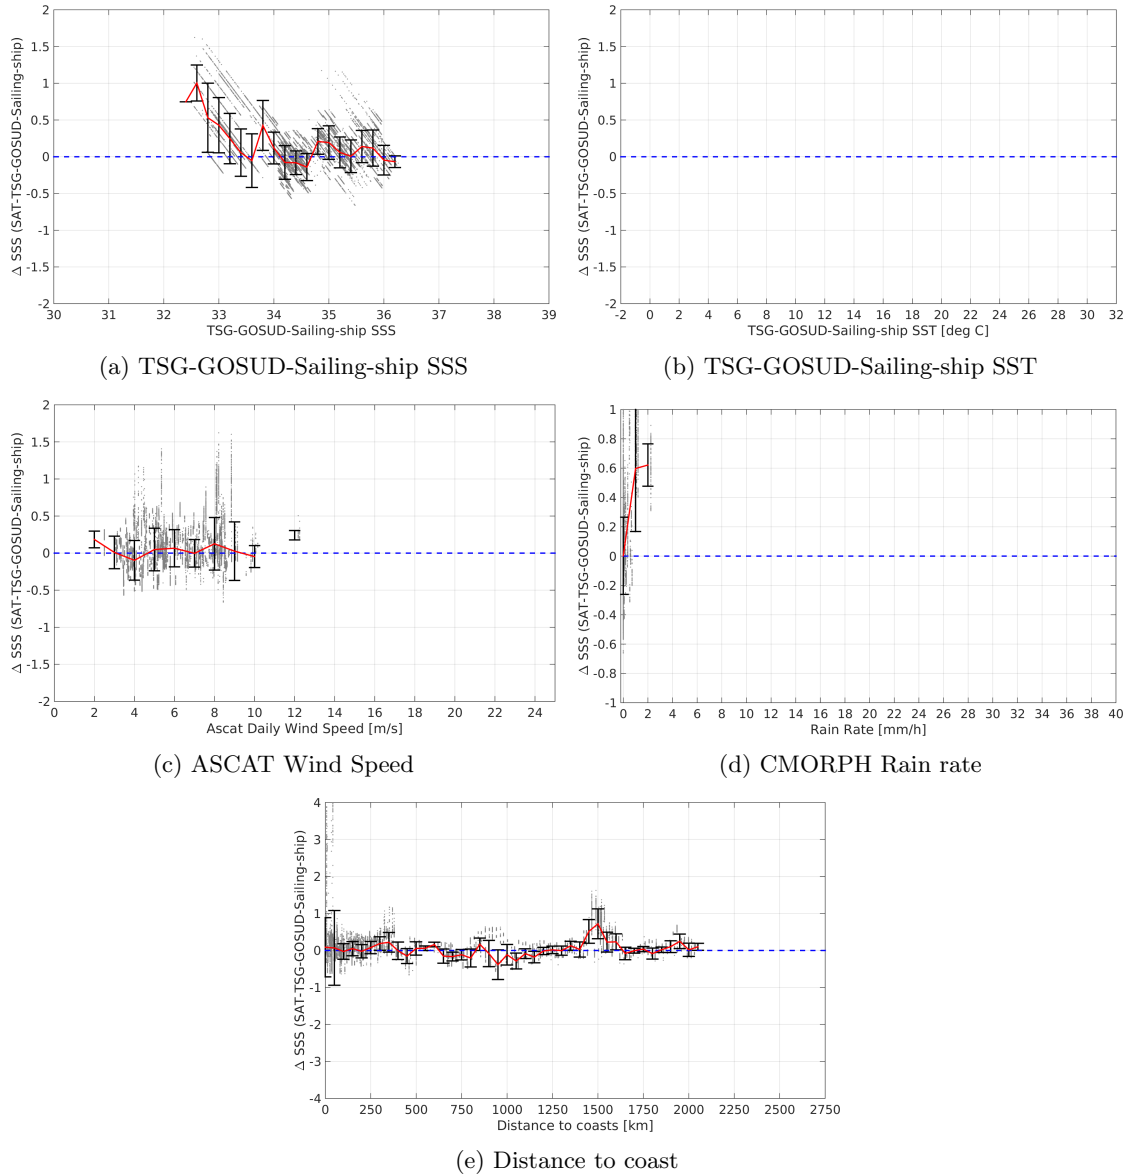 2
1.5
1
0.5
0
-0.5
-1
-1.5
-2
Δ SSS (SAT-TSG-GOSUD-Sailing-ship)
30 31 32 33 34 35 36 37 38 39
TSG-GOSUD-Sailing-ship SSS
(a) TSG-GOSUD-Sailing-ship SSS
2
1.5
1
0.5
0
-0.5
-1
-1.5
-2
Δ SSS (SAT-TSG-GOSUD-Sailing-ship)
-2 0 2 4 6 8 10 12 14 16 18 20 22 24 26 28 30 32
TSG-GOSUD-Sailing-ship SST [deg C]
(b) TSG-GOSUD-Sailing-ship SST
2
1.5
1
0.5
0
-0.5
-1
-1.5
-2
Δ SSS (SAT-TSG-GOSUD-Sailing-ship)
0 2 4 6 8 10 12 14 16 18 20 22 24
Ascat Daily Wind Speed [m/s]
(c) ASCAT Wind Speed
1
0.8
0.6
0.4
0.2
0
-0.2
-0.4
-0.6
-0.8
-1
Δ SSS (SAT-TSG-GOSUD-Sailing-ship)
0 2 4 6 8 10 12 14 16 18 20 22 24 26 28 30 32 34 36 38 40
Rain Rate [mm/h]
(d) CMORPH Rain rate
4
3
2
1
0
-1
-2
-3
-4
Δ SSS (SAT-TSG-GOSUD-Sailing-ship)
0 250 500 750 1000 1250 1500 1750 2000 2250 2500 2750
Distance to coasts [km]
(e) Distance to coast